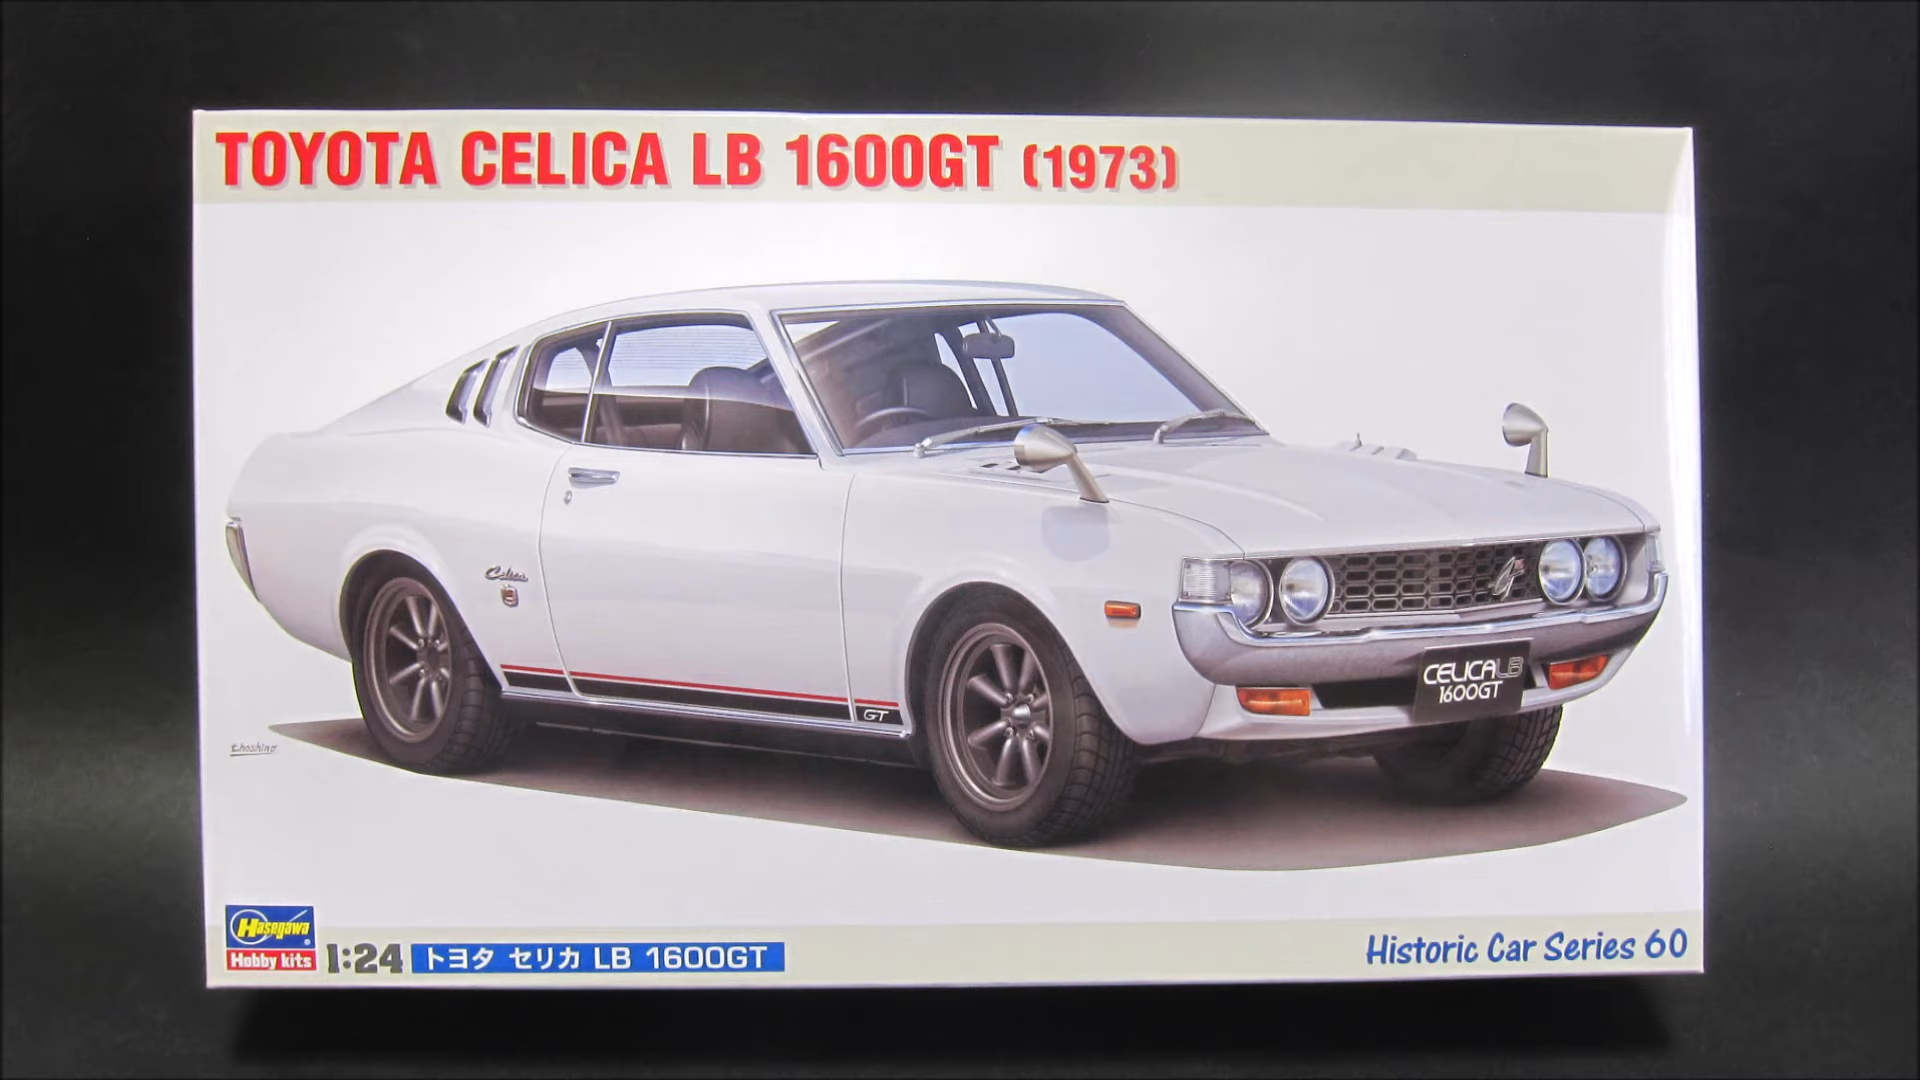 TOYOTA CELICA LB 1600GT (1973)
Celica
GT
CELICA LB
1600GT
t.hoshino
Hasegawa
Hobby kits
1:24
トヨタ セリカ LB 1600GT
Historic Car Series 60